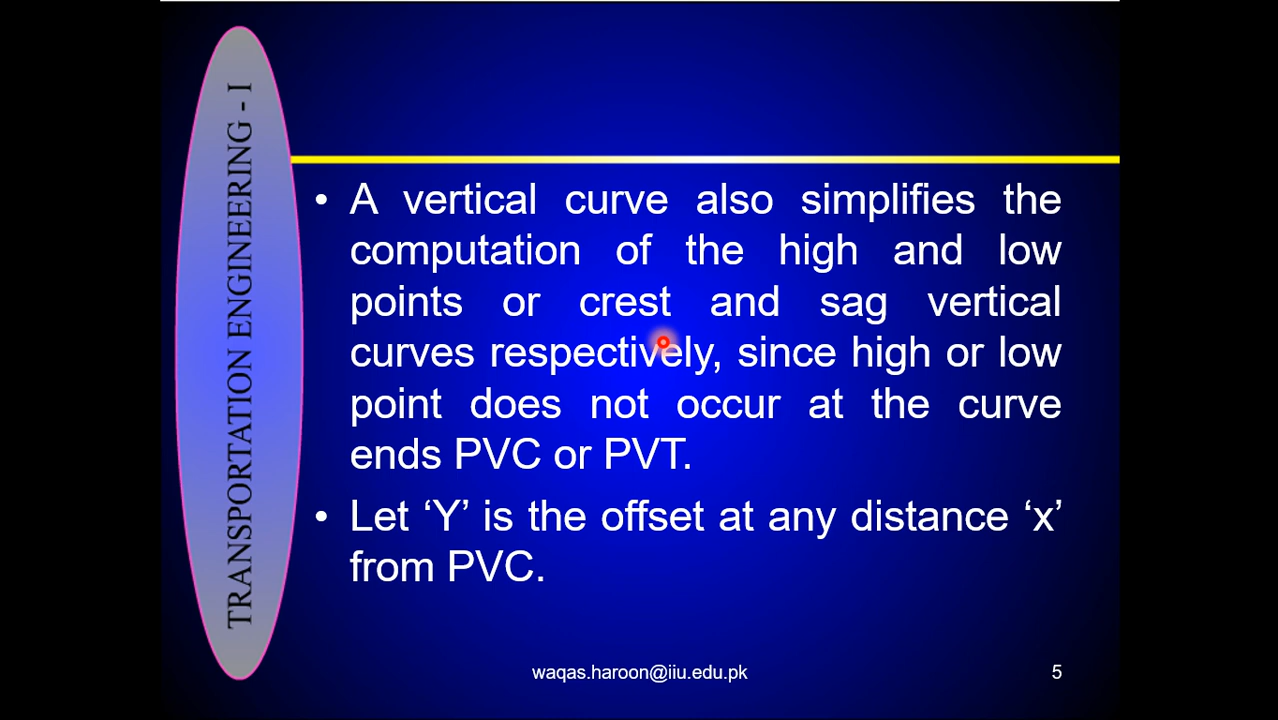 TRANSPORTATION ENGINEERING - I
• A vertical curve also simplifies the
computation of the high and low
points or crest and sag vertical
curves respectively, since high or low
point does not occur at the curve
ends PVC or PVT.
• Let ‘Y’ is the offset at any distance ‘x’
from PVC.
waqas.haroon@iiu.edu.pk
5